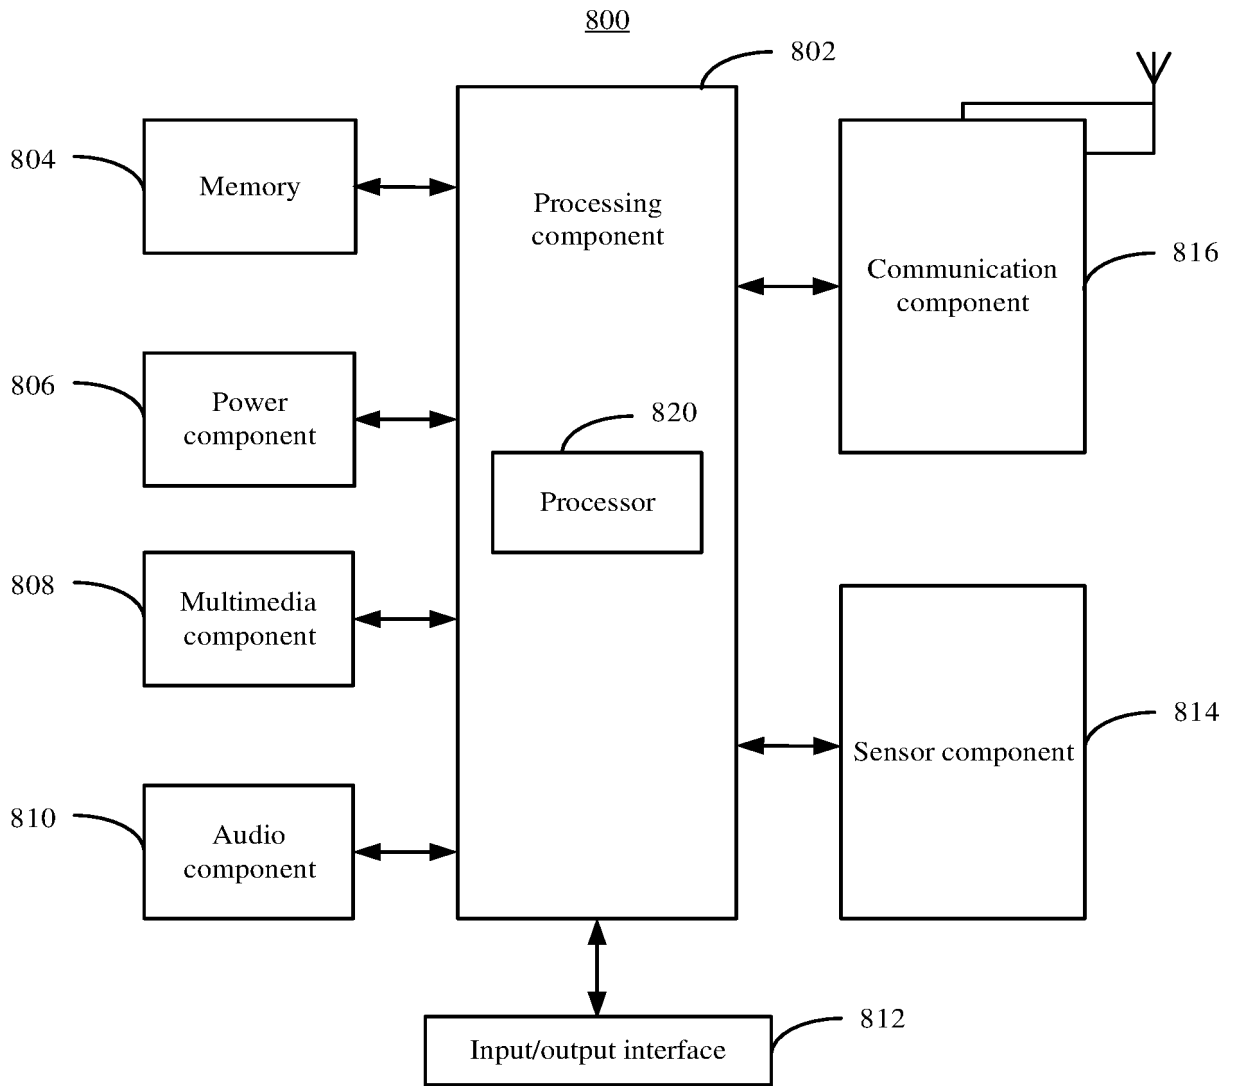 800
802
804
Memory
Processing
component
816
Communication
component
806
Power
component
820
Processor
808
Multimedia
component
814
Sensor component
810
Audio
component
812
Input/output interface